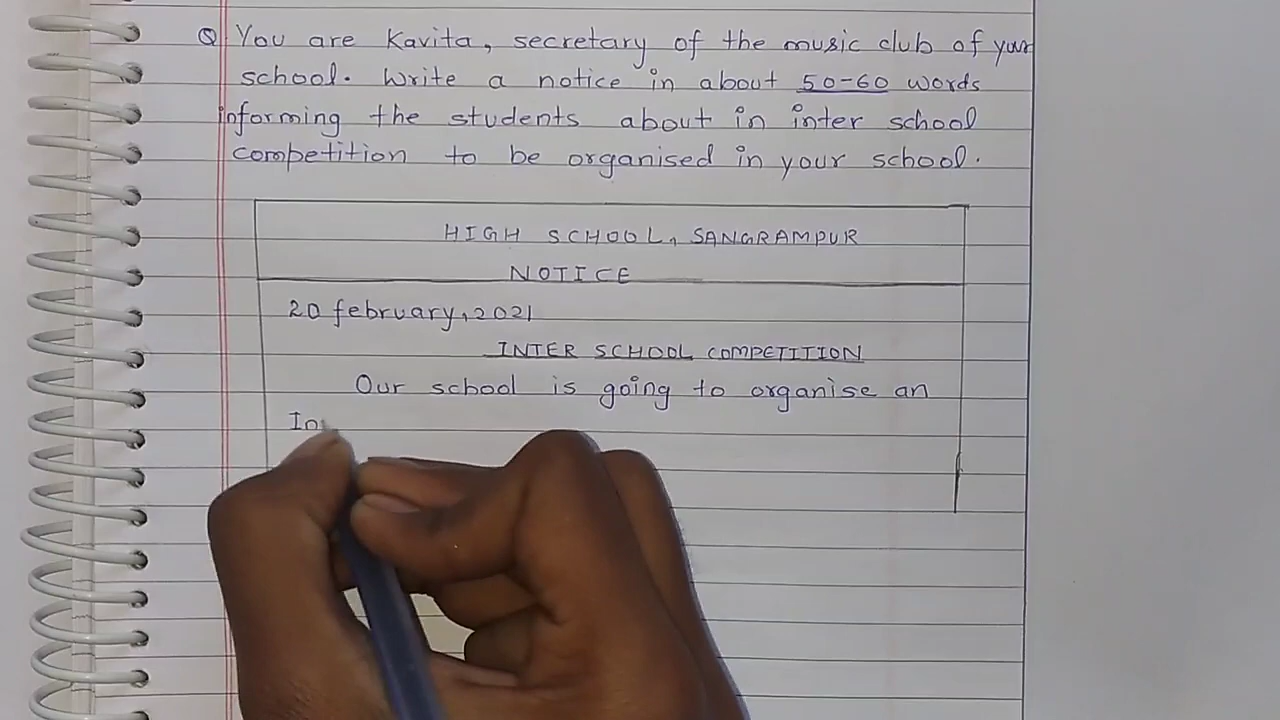 Q You are Kavita, secretary of the music club of your
school. Write a notice in about 50-60 words
informing the students about in inter school
competition to be organised in your school.
HIGH SCHOOL, SANGRAMPUR
NOTICE
20 february, 2021
INTER SCHOOL COMPETITION
Our school is going to organise an